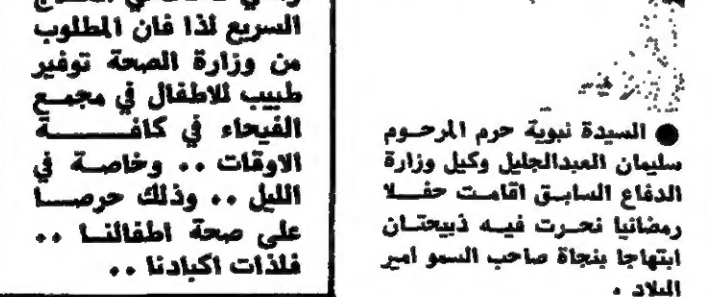 ● السيدة نبوية حرم المرحوم
سليمان العبدالجليل وكيل وزارة
الدفاع السابق اقامت حفلا
رمضانيا نحرت فيه ذبيحتان
ابتهاجا بنجاة صاحب السمو امير
البلاد .
السريع لذا فان المطلوب
من وزارة الصحة توفير
طبيب للاطفال في مجمع
الفيحاء في كافة
الاوقات .. وخاصة في
الليل .. وذلك حرصا
على صحة اطفالنا ..
فلذات اكبادنا ..